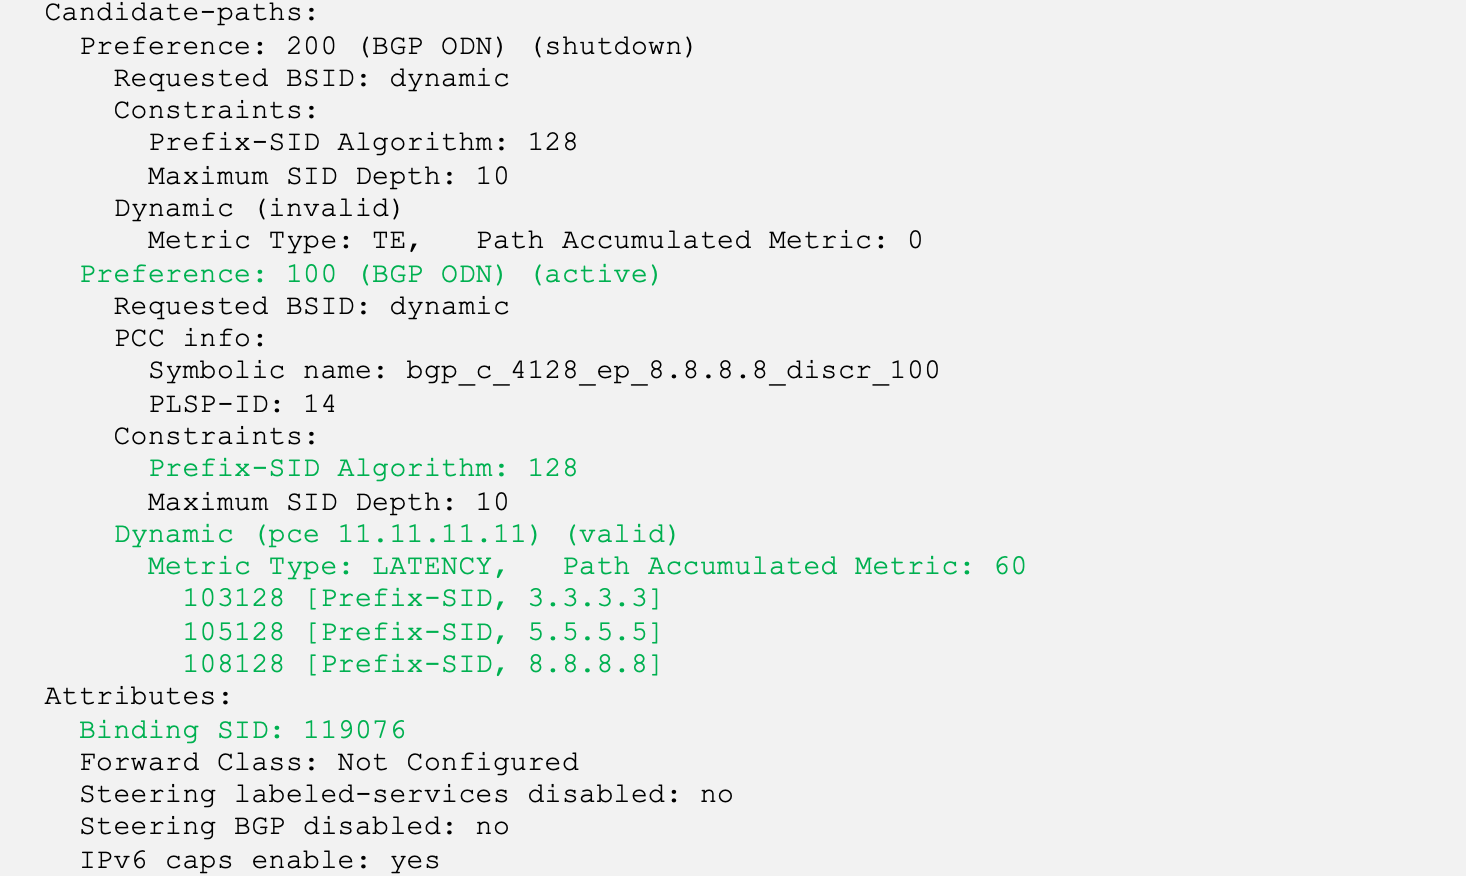 Candidate-paths:
Preference: 200 (BGP ODN) (shutdown)
Requested BSID: dynamic
Constraints:
Prefix-SID Algorithm: 128
Maximum SID Depth: 10
Dynamic (invalid)
Metric Type: TE,   Path Accumulated Metric: 0
Preference: 100 (BGP ODN) (active)
Requested BSID: dynamic
PCC info:
Symbolic name: bgp_c_4128_ep_8.8.8.8_discr_100
PLSP-ID: 14
Constraints:
Prefix-SID Algorithm: 128
Maximum SID Depth: 10
Dynamic (pce 11.11.11.11) (valid)
Metric Type: LATENCY,   Path Accumulated Metric: 60
103128 [Prefix-SID, 3.3.3.3]
105128 [Prefix-SID, 5.5.5.5]
108128 [Prefix-SID, 8.8.8.8]
Attributes:
Binding SID: 119076
Forward Class: Not Configured
Steering labeled-services disabled: no
Steering BGP disabled: no
IPv6 caps enable: yes